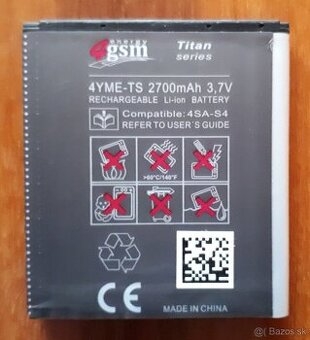 energy
4gsm
Titan
series
4YME-TS 2700mAh 3,7V
RECHARGEABLE Li-ion BATTERY
Compatible: 4SA-S4
REFER TO USER'S GUIDE
>60°C/140°F
CE
MADE IN CHINA
© Bazos.sk